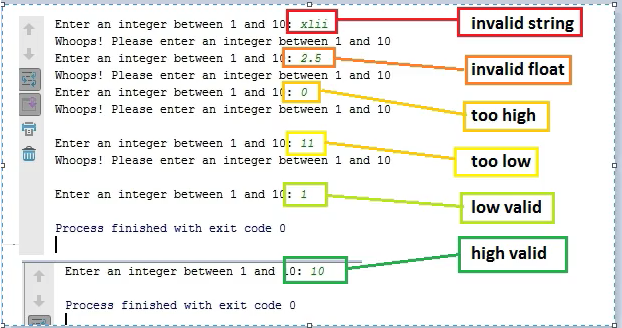 Enter an integer between 1 and 10: xlii
invalid string
Whoops! Please enter an integer between 1 and 10
Enter an integer between 1 and 10: 2.5
invalid float
Whoops! Please enter an integer between 1 and 10
Enter an integer between 1 and 10: 0
too high
Whoops! Please enter an integer between 1 and 10
Enter an integer between 1 and 10: 11
too low
Whoops! Please enter an integer between 1 and 10
Enter an integer between 1 and 10: 1
low valid
Process finished with exit code 0
high valid
Enter an integer between 1 and 10: 10
Process finished with exit code 0